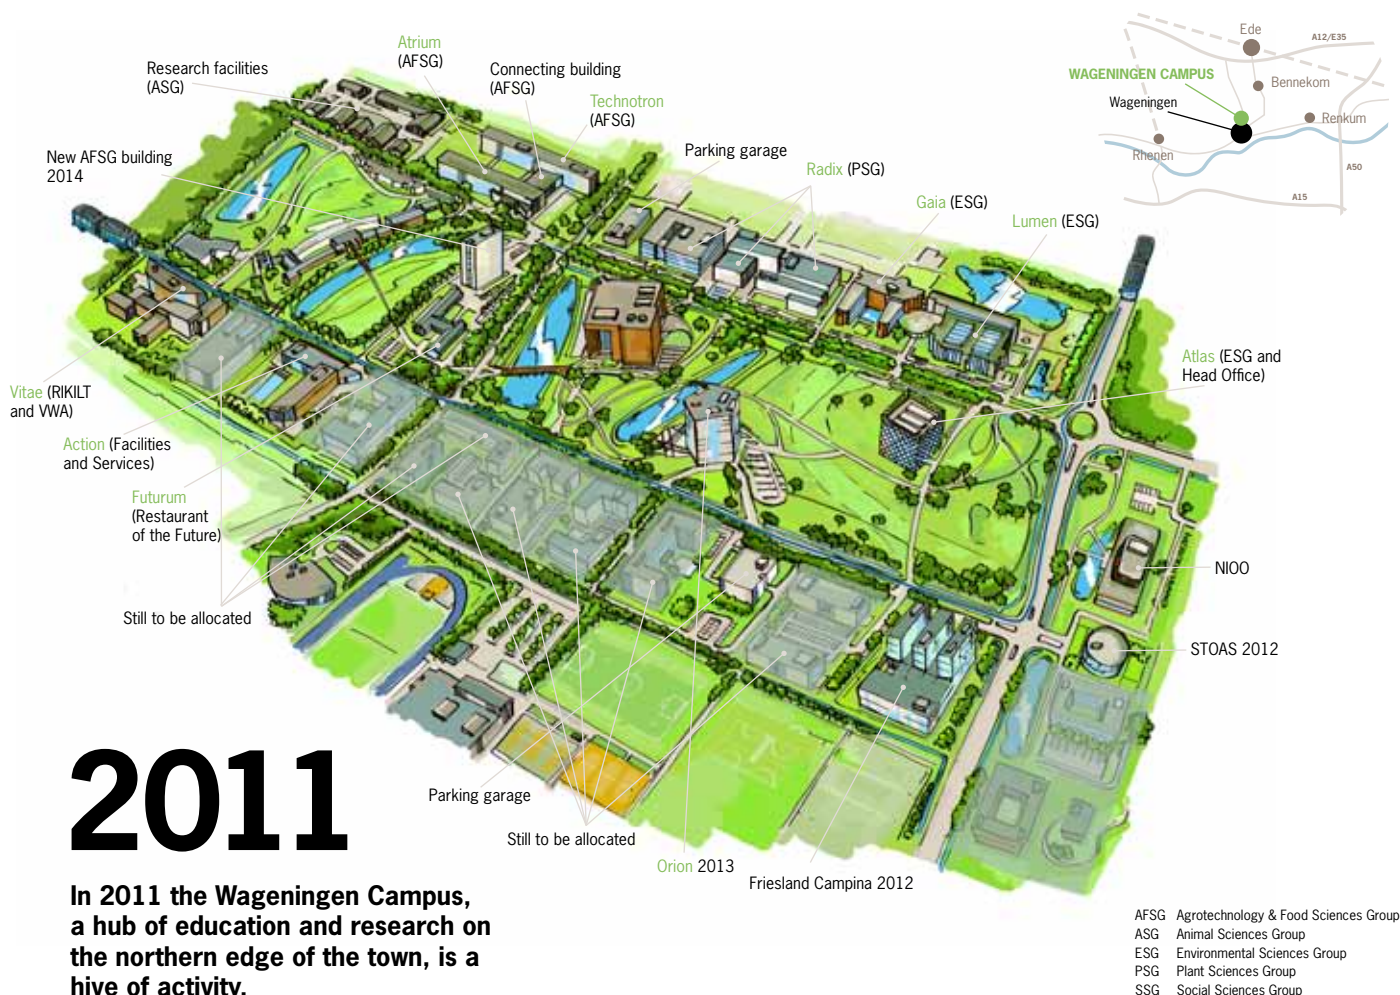 Atrium
(AFSG)
Research facilities
(ASG)
Connecting building
(AFSG)
Technotron
(AFSG)
New AFSG building
2014
Parking garage
Radix (PSG)
Gaia (ESG)
Lumen (ESG)
Ede
A12/E35
WAGENINGEN CAMPUS
Bennekom
Wageningen
Renkum
Rhenen
A50
A15
Atlas (ESG and
Head Office)
Vitae (RIKILT
and VWA)
Action (Facilities
and Services)
Futurum
(Restaurant
of the Future)
Still to be allocated
NIOO
STOAS 2012
Parking garage
Still to be allocated
Orion 2013
Friesland Campina 2012
2011
In 2011 the Wageningen Campus,
a hub of education and research on
the northern edge of the town, is a
hive of activity.
AFSG Agrotechnology & Food Sciences Group
ASG Animal Sciences Group
ESG Environmental Sciences Group
PSG Plant Sciences Group
SSG Social Sciences Group